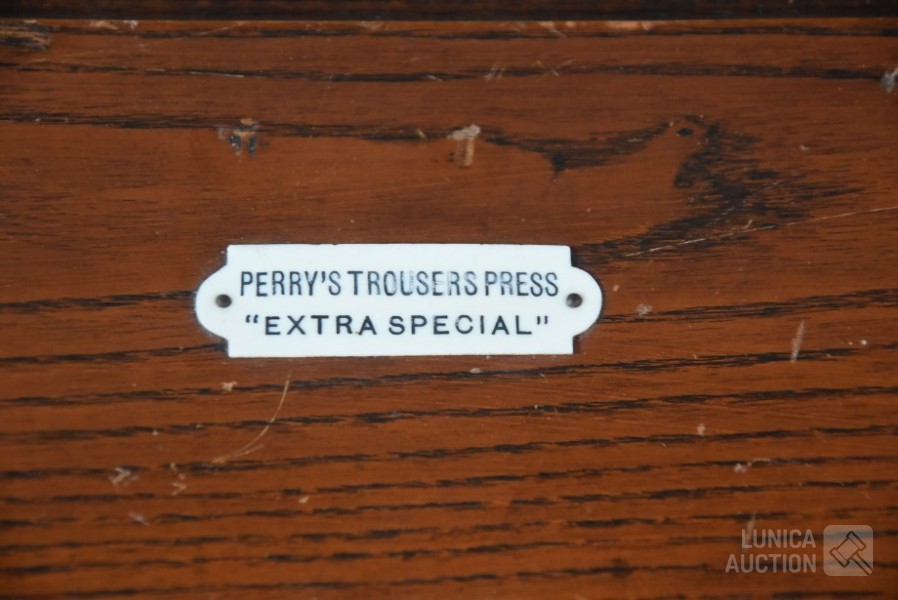 PERRY'S TROUSERS PRESS
"EXTRA SPECIAL"
LUNICA
AUCTION